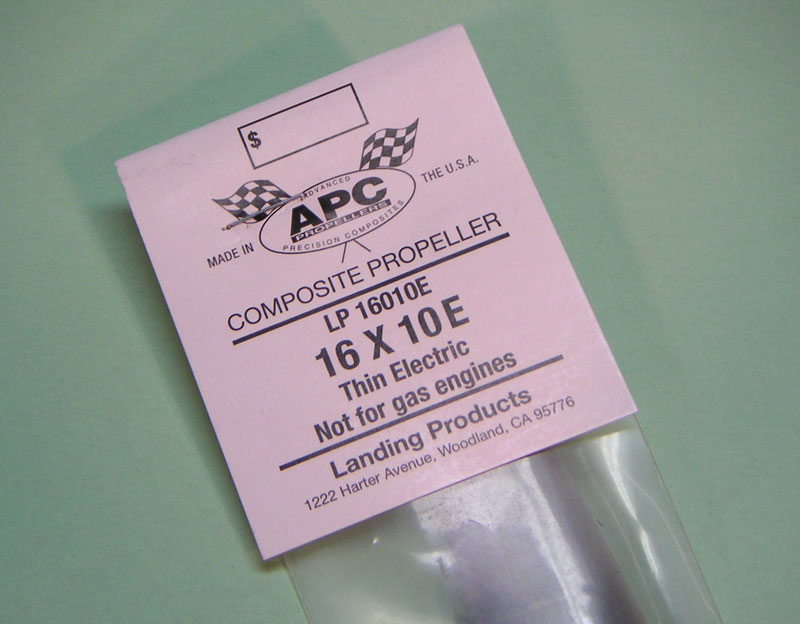 $
ADVANCED
APC
PROPELLERS
PRECISION COMPOSITES
MADE IN THE U.S.A.
COMPOSITE PROPELLER
LP 16010E
16 X 10E
Thin Electric
Not for gas engines
Landing Products
1222 Harter Avenue, Woodland, CA 95776